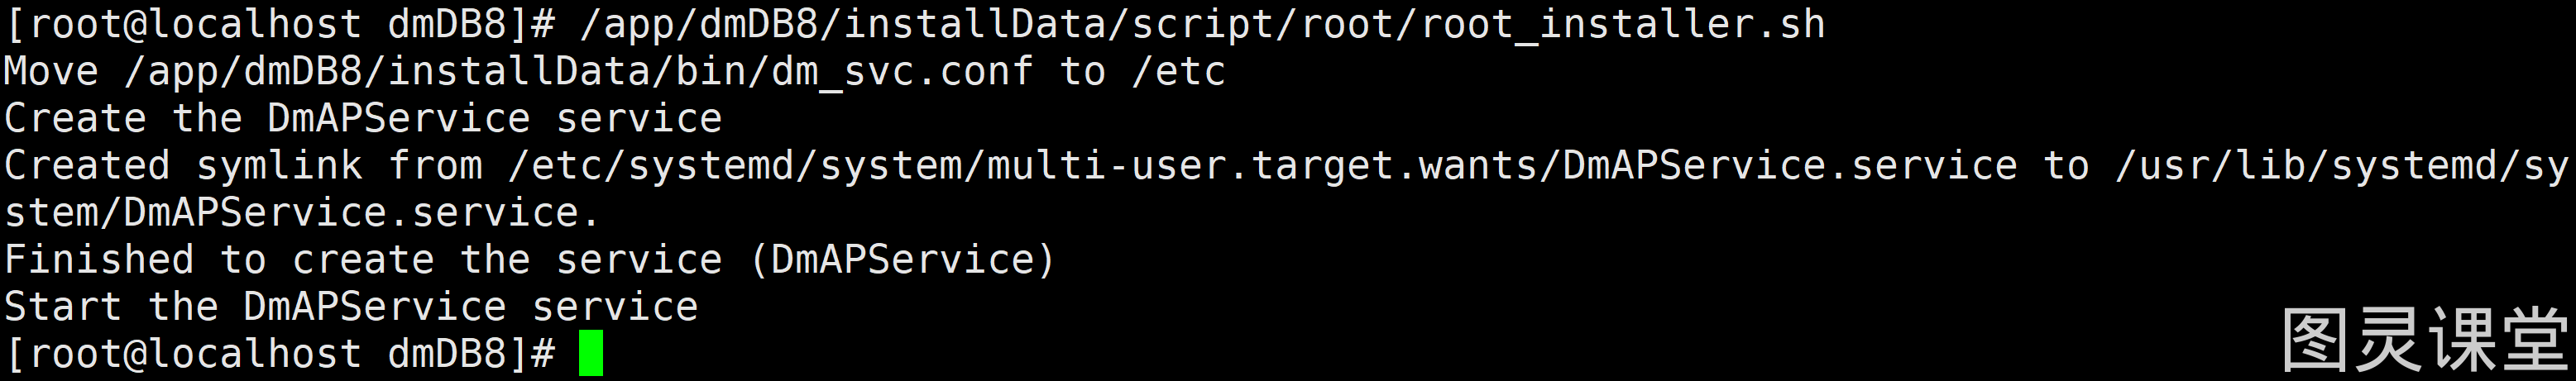 [root@localhost dmDB8]# /app/dmDB8/installData/script/root/root_installer.sh
Move /app/dmDB8/installData/bin/dm_svc.conf to /etc
Create the DmAPService service
Created symlink from /etc/systemd/system/multi-user.target.wants/DmAPService.service to /usr/lib/systemd/sy
stem/DmAPService.service.
Finished to create the service (DmAPService)
Start the DmAPService service
[root@localhost dmDB8]#
图灵课堂